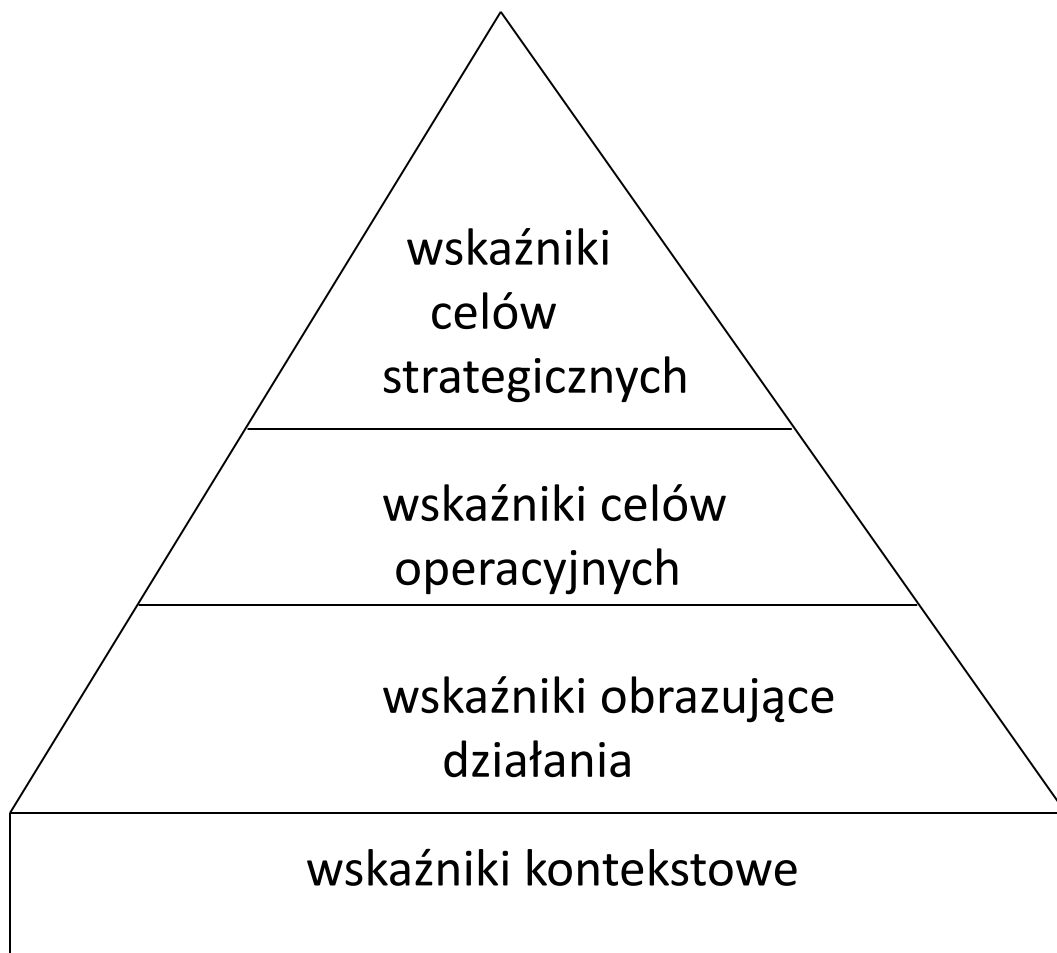 wskaźniki
celów
strategicznych
wskaźniki celów
operacyjnych
wskaźniki obrazujące
działania
wskaźniki kontekstowe